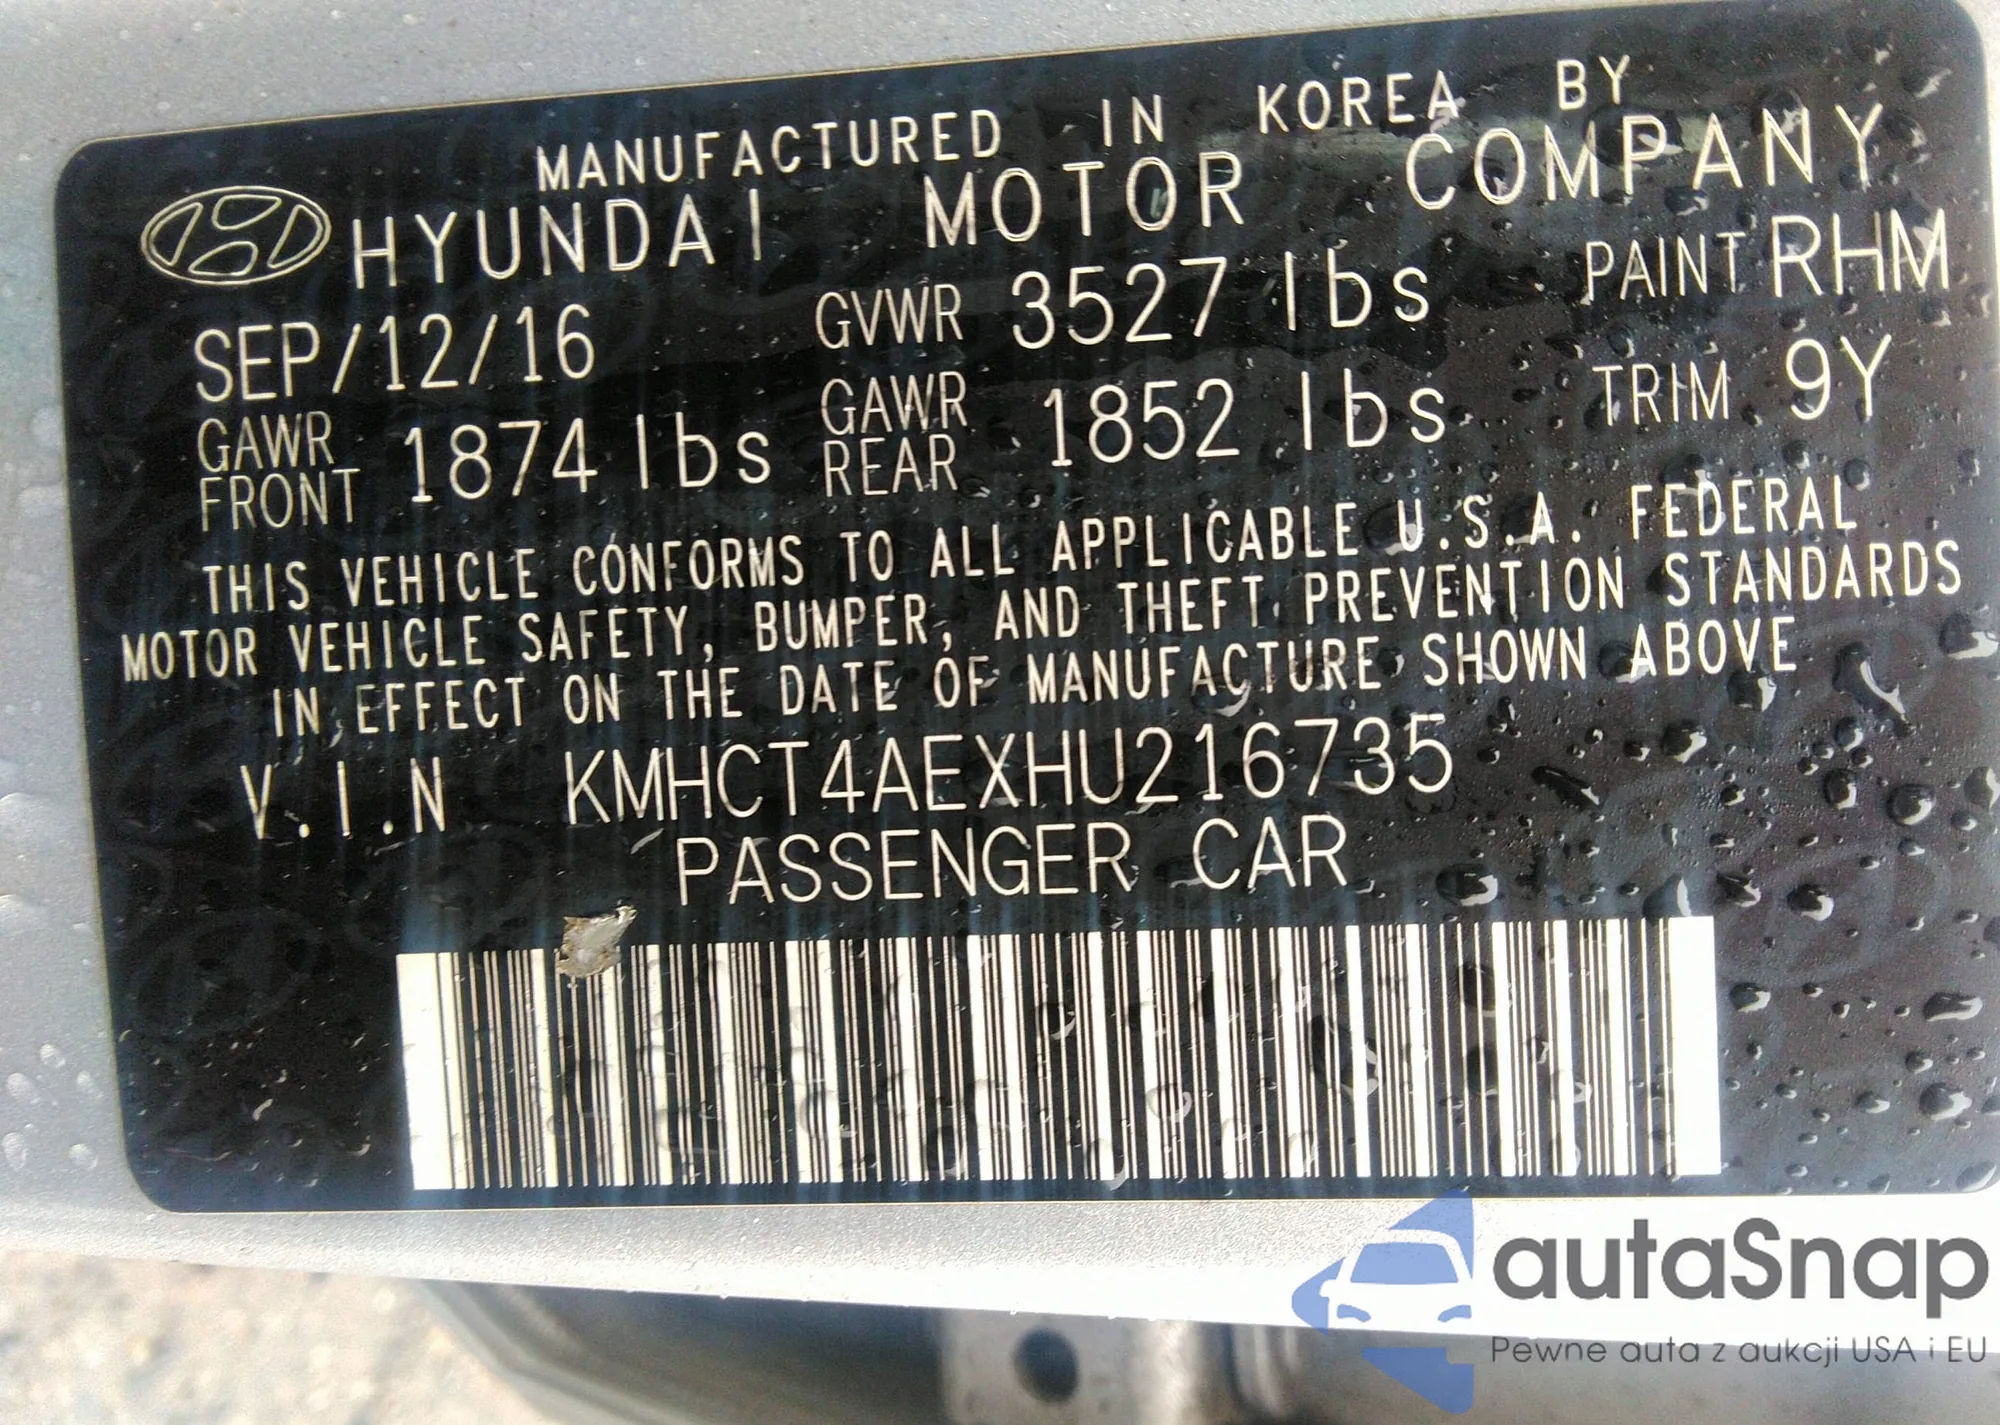 MANUFACTURED IN KOREA BY
HYUNDAI MOTOR COMPANY
SEP/12/16 GVWR 3527 lbs PAINT RHM
GAWR FRONT 1874 lbs GAWR REAR 1852 lbs TRIM 9Y
THIS VEHICLE CONFORMS TO ALL APPLICABLE U.S.A. FEDERAL
MOTOR VEHICLE SAFETY, BUMPER, AND THEFT PREVENTION STANDARDS
IN EFFECT ON THE DATE OF MANUFACTURE SHOWN ABOVE
V.I.N KMHCT4AEXHU216735
PASSENGER CAR
autaSnap
Pewne auta z aukcji USA i EU